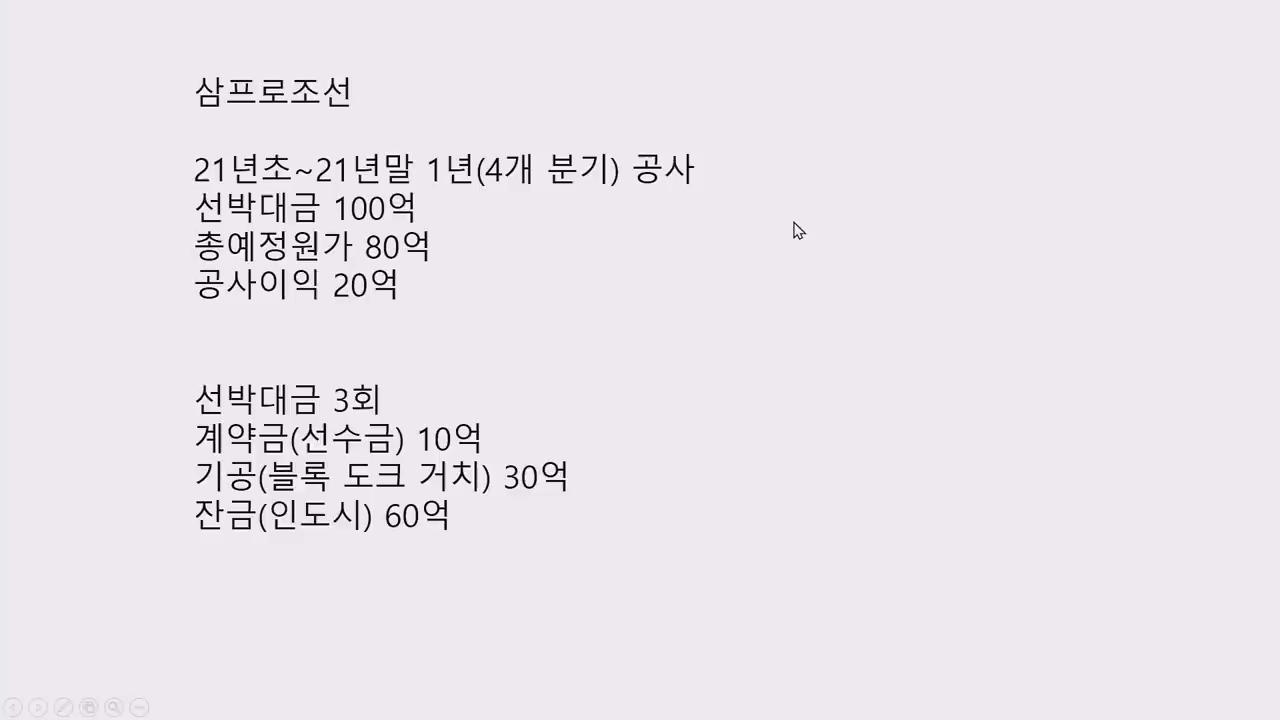 삼프로조선
21년초~21년말 1년(4개 분기) 공사
선박대금 100억
총예정원가 80억
공사이익 20억
선박대금 3회
계약금(선수금) 10억
기공(블록 도크 거치) 30억
잔금(인도시) 60억